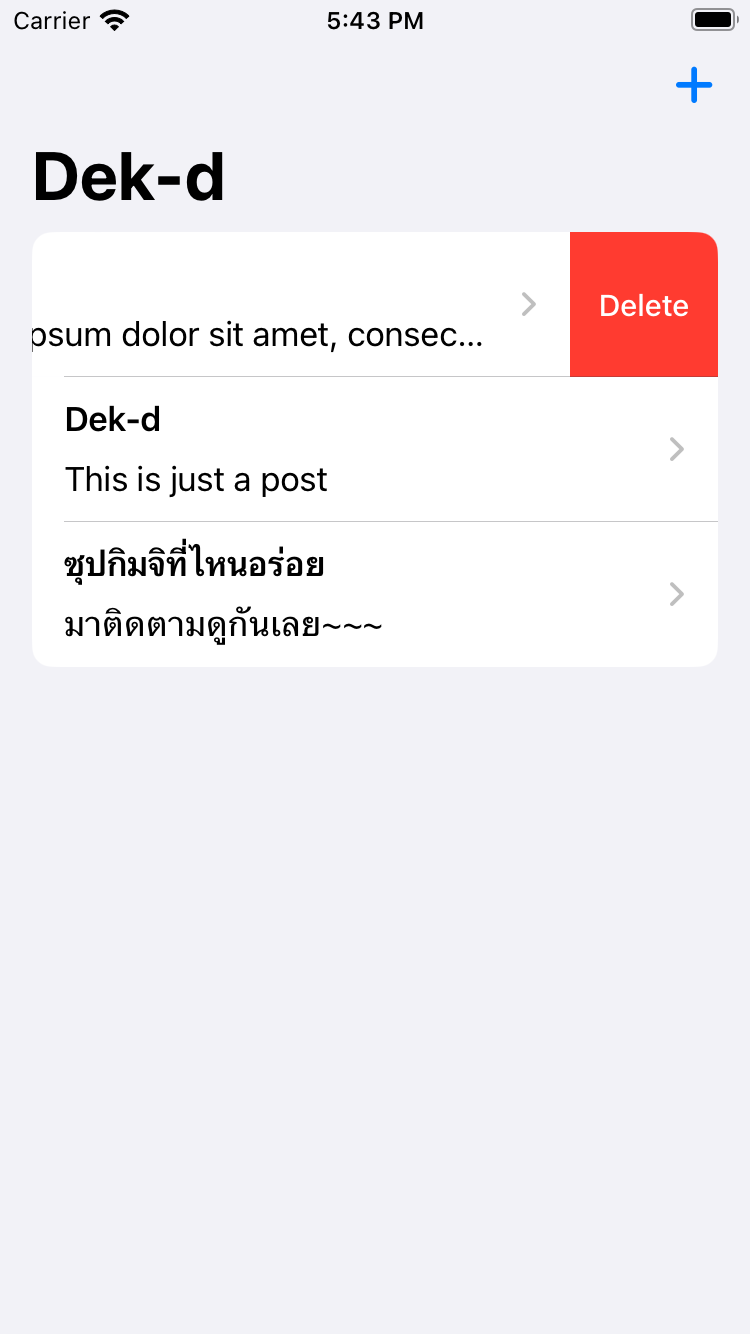 Carrier 5:43 PM
Dek-d
psum dolor sit amet, consec...
Delete
Dek-d
This is just a post
ซุปกิมจิที่ไหนอร่อย
มาติดตามดูกันเลย~~~